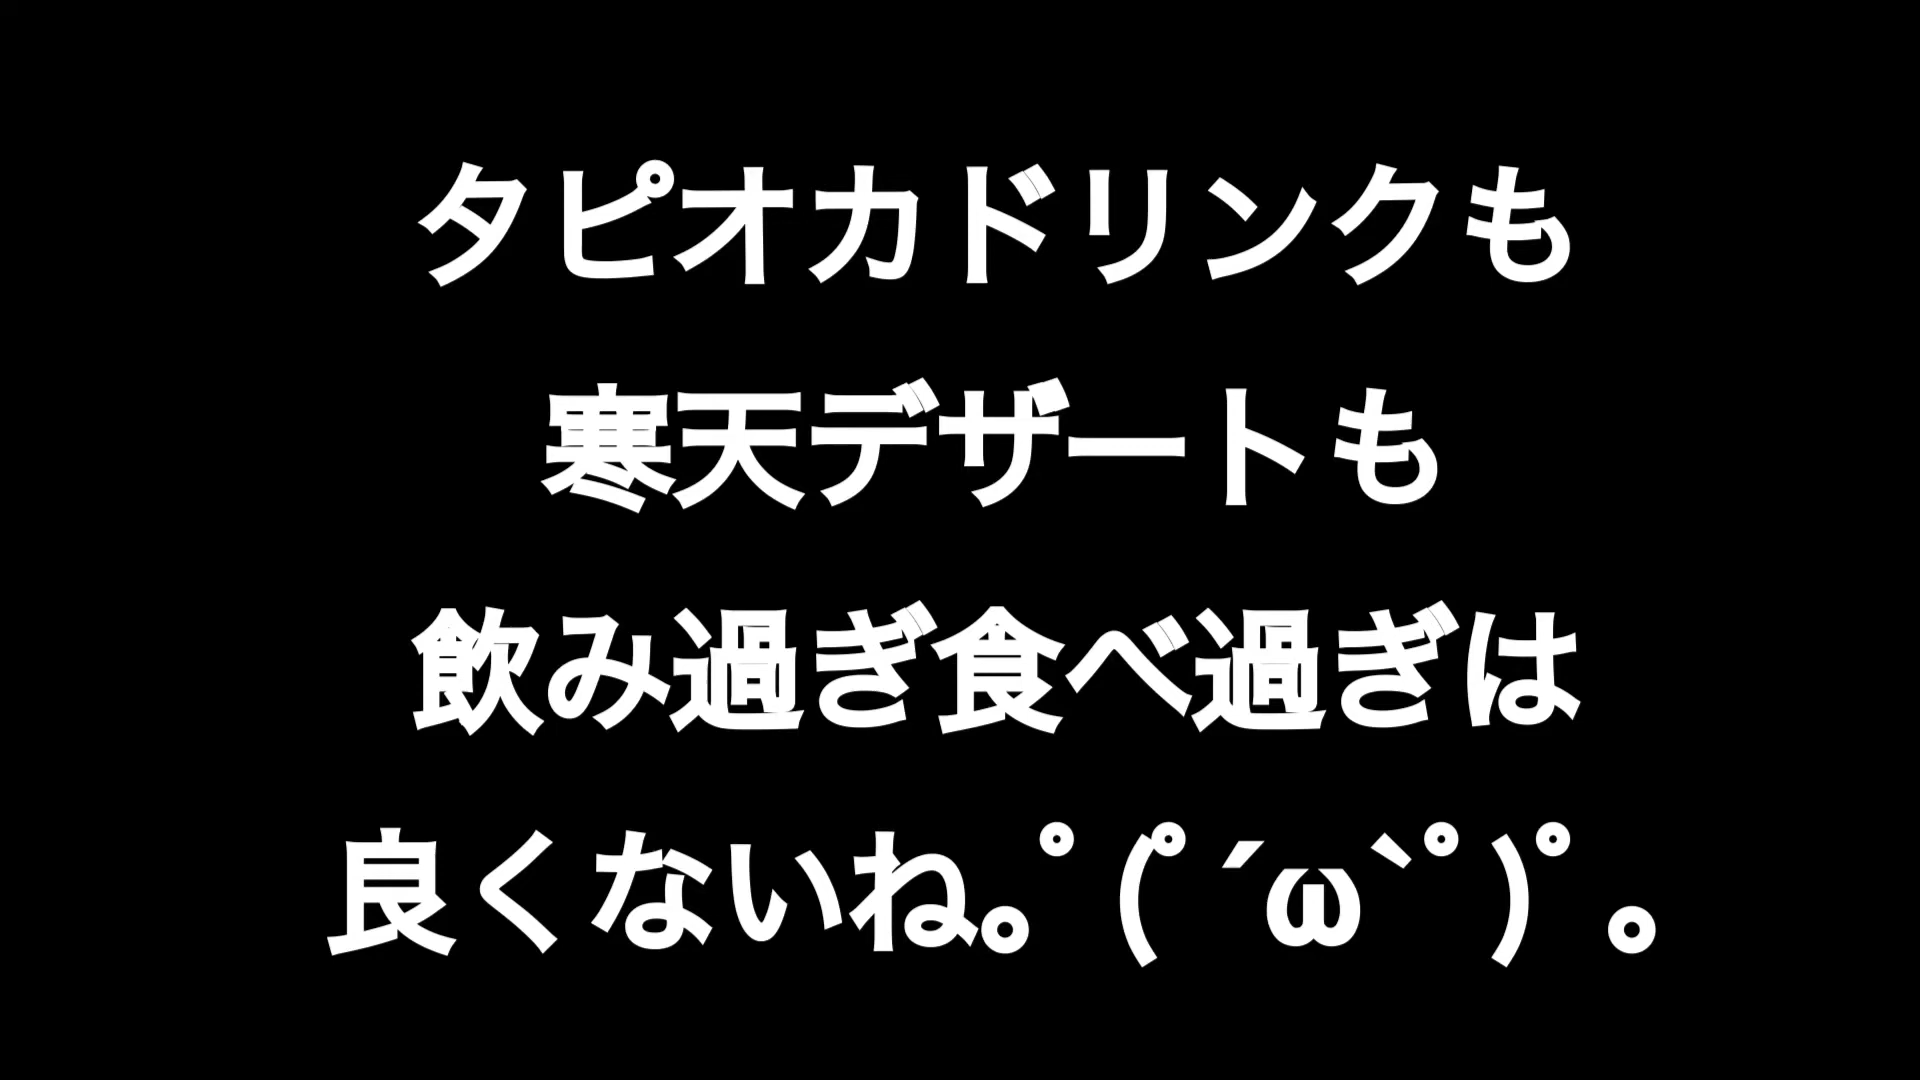 タピオカドリンクも
寒天デザートも
飲み過ぎ食べ過ぎは
良くないね｡ﾟ(ﾟ´ω`ﾟ)ﾟ｡